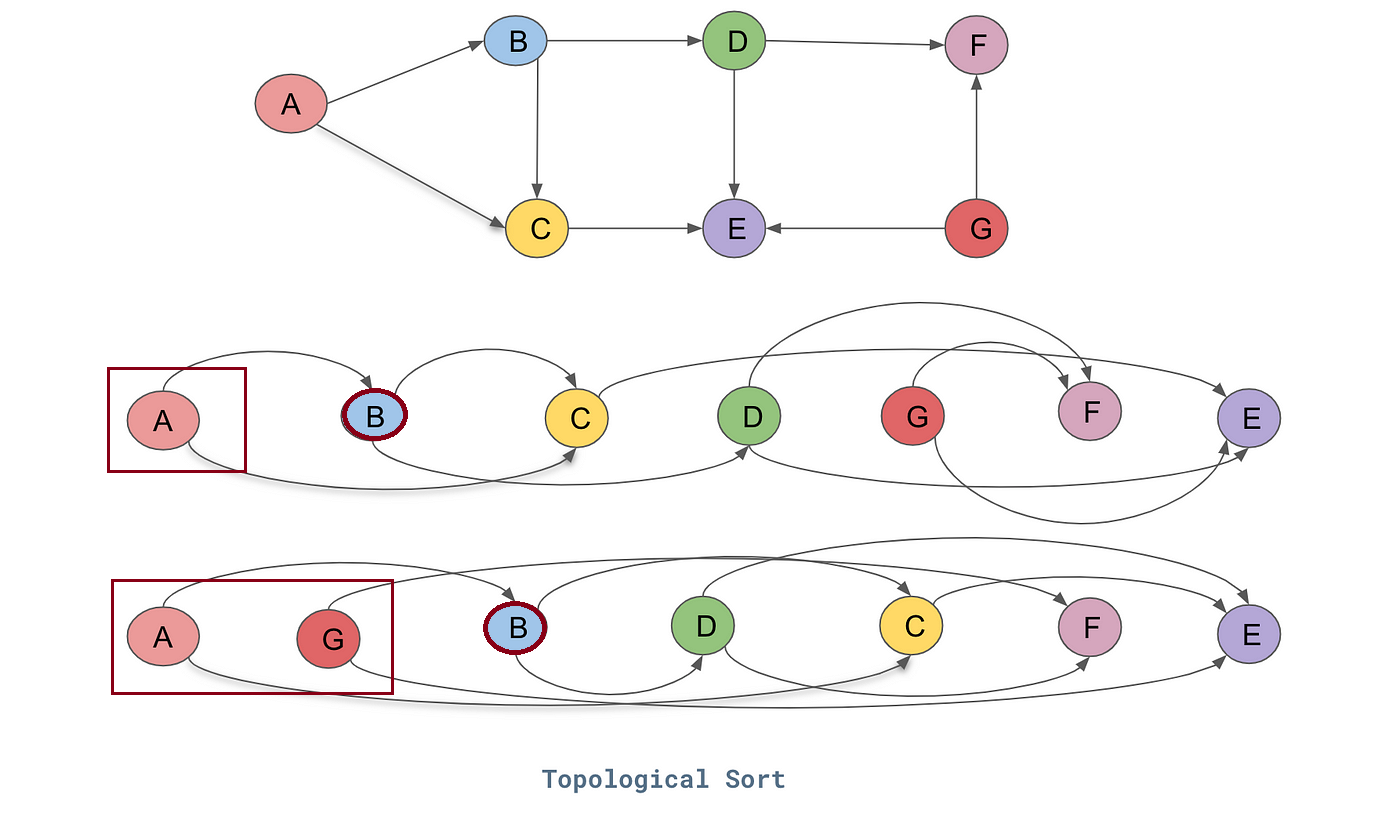 B D F
A
C E G
A B C D G F E
A G B D C F E
Topological Sort